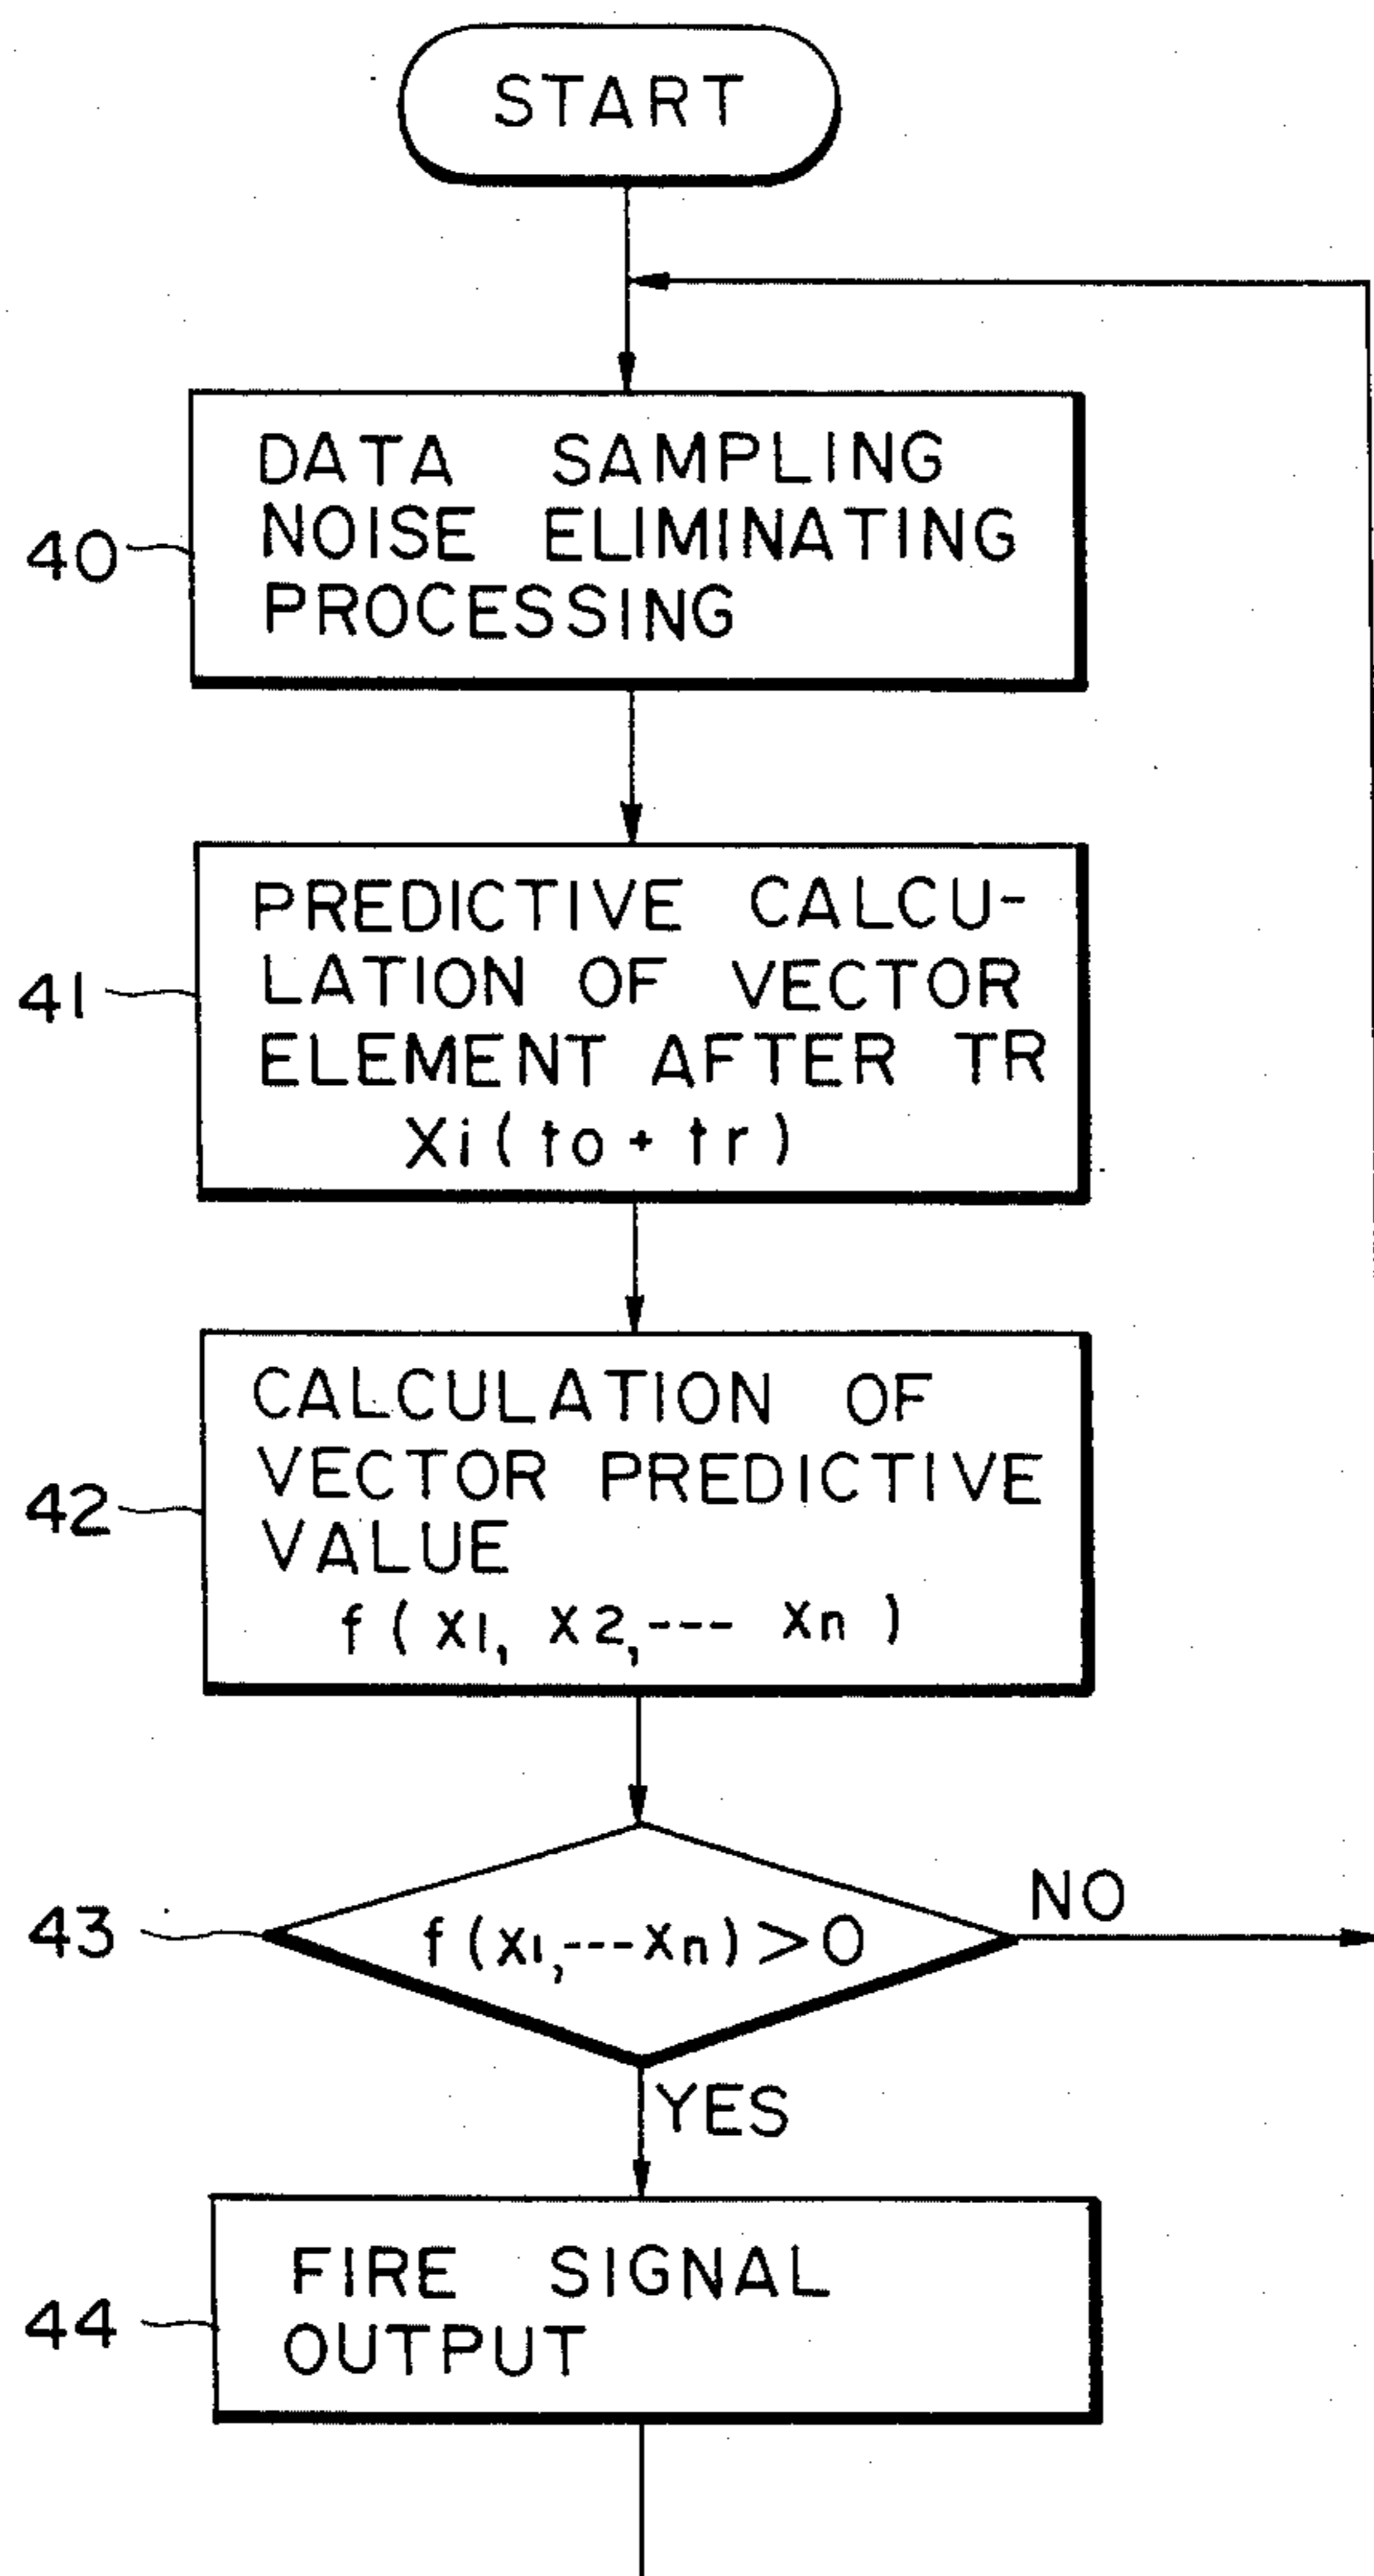 START
DATA SAMPLING
NOISE ELIMINATING
PROCESSING
40
PREDICTIVE CALCU-
LATION OF VECTOR
ELEMENT AFTER TR
Xi(to + tr)
41
CALCULATION OF
VECTOR PREDICTIVE
VALUE
f(x1, x2,--- xn)
42
43
f(x1,---xn)>0
NO
YES
FIRE SIGNAL
OUTPUT
44